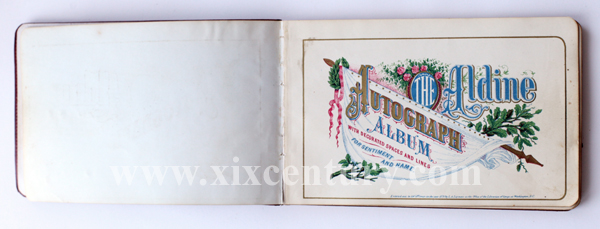 THE Aldine
AUTOGRAPH
ALBUM
WITH DECORATED SPACES AND LINES
FOR SENTIMENT
AND NAME
www.xixcentury.com